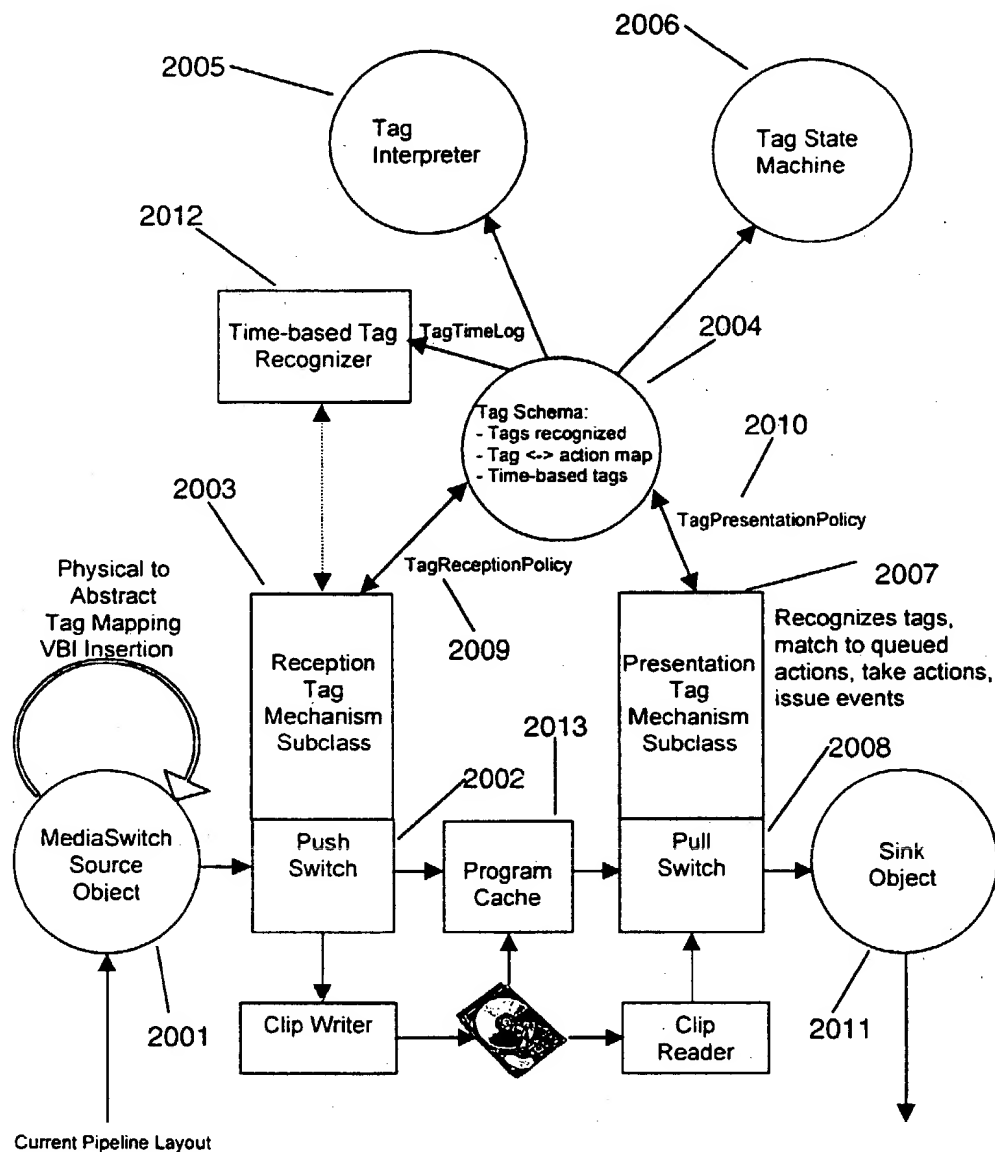 2006
2005
Tag
Interpreter
Tag State
Machine
2012
Time-based Tag
Recognizer
TagTimeLog
2004
Tag Schema:
- Tags recognized
- Tag <-> action map
- Time-based tags
2010
2003
TagPresentationPolicy
TagReceptionPolicy
2009
2007
Physical to
Abstract
Tag Mapping
VBI Insertion
Reception
Tag
Mechanism
Subclass
Presentation
Tag
Mechanism
Subclass
Recognizes tags,
match to queued
actions, take actions,
issue events
2013
2002
2008
MediaSwitch
Source
Object
Push
Switch
Program
Cache
Pull
Switch
Sink
Object
2001
Clip Writer
Clip
Reader
2011
Current Pipeline Layout